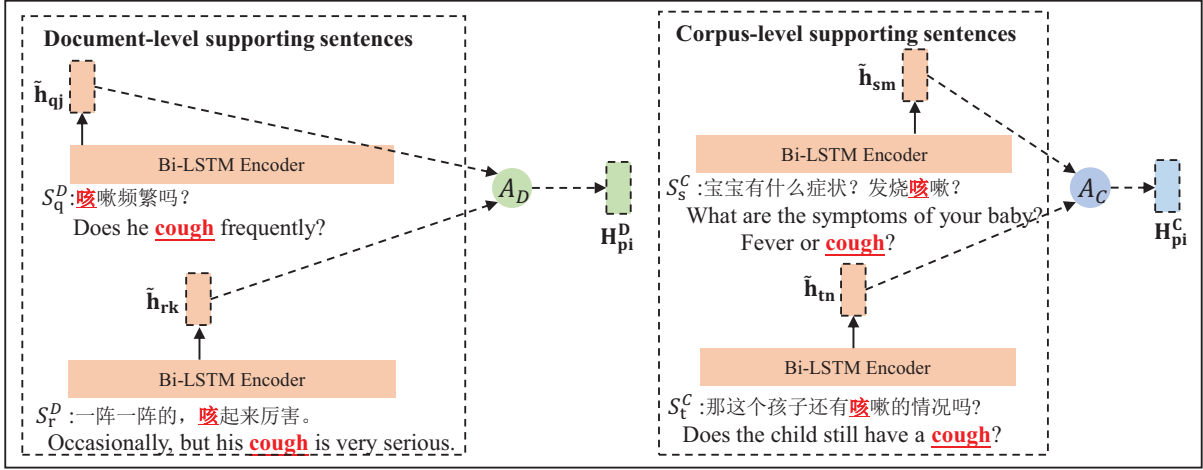 Document-level supporting sentences
h̃qj
Bi-LSTM Encoder
S_q^D:咳嗽频繁吗?
Does he cough frequently?
h̃rk
Bi-LSTM Encoder
S_r^D:一阵一阵的，咳起来厉害。
Occasionally, but his cough is very serious.
A_D
H_pi^D
Corpus-level supporting sentences
h̃sm
Bi-LSTM Encoder
S_s^C:宝宝有什么症状? 发烧咳嗽?
What are the symptoms of your baby?
Fever or cough?
h̃tn
Bi-LSTM Encoder
S_t^C:那这个孩子还有咳嗽的情况吗?
Does the child still have a cough?
A_C
H_pi^C